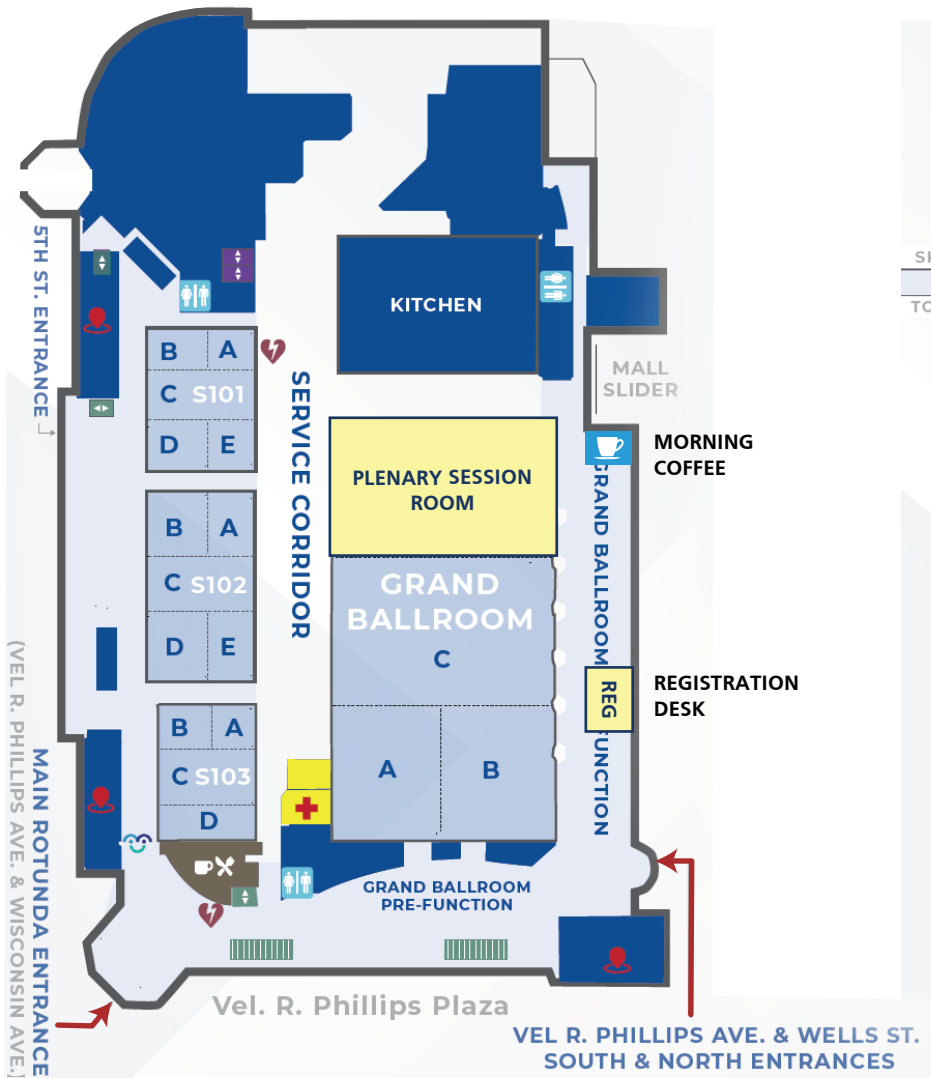 5TH ST. ENTRANCE
B
A
C S101
D
E
B
A
C S102
D
E
B
A
C S103
D
SERVICE CORRIDOR
KITCHEN
MALL
SLIDER
MORNING
COFFEE
PLENARY SESSION
ROOM
GRAND
BALLROOM
C
A
B
GRAND BALLROOM
REG
UNCTION
REGISTRATION
DESK
GRAND BALLROOM
PRE-FUNCTION
MAIN ROTUNDA ENTRANCE
(VEL R. PHILLIPS AVE. & WISCONSIN AVE.)
Vel. R. Phillips Plaza
VEL R. PHILLIPS AVE. & WELLS ST.
SOUTH & NORTH ENTRANCES